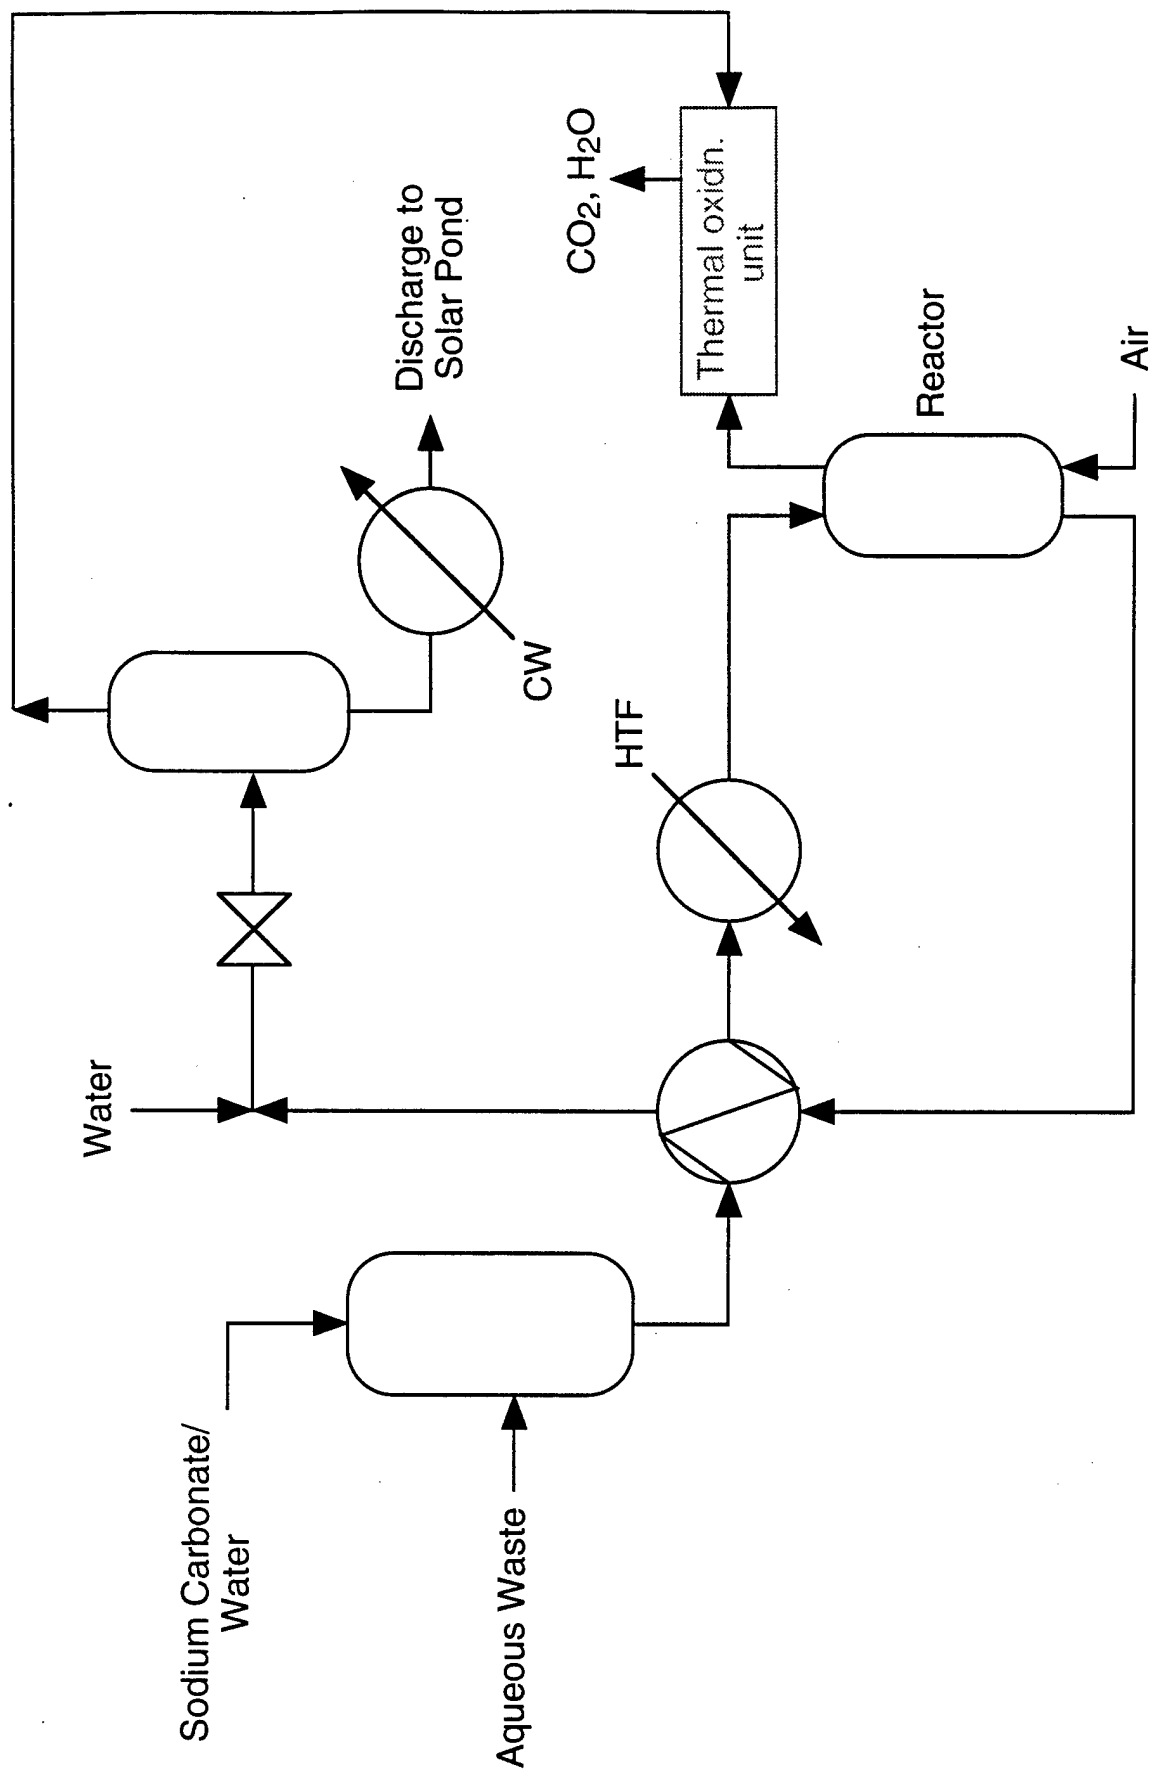 Sodium Carbonate/
Water
Aqueous Waste
Water
HTF
CW
Discharge to
Solar Pond
CO2, H2O
Thermal oxidn.
unit
Reactor
Air